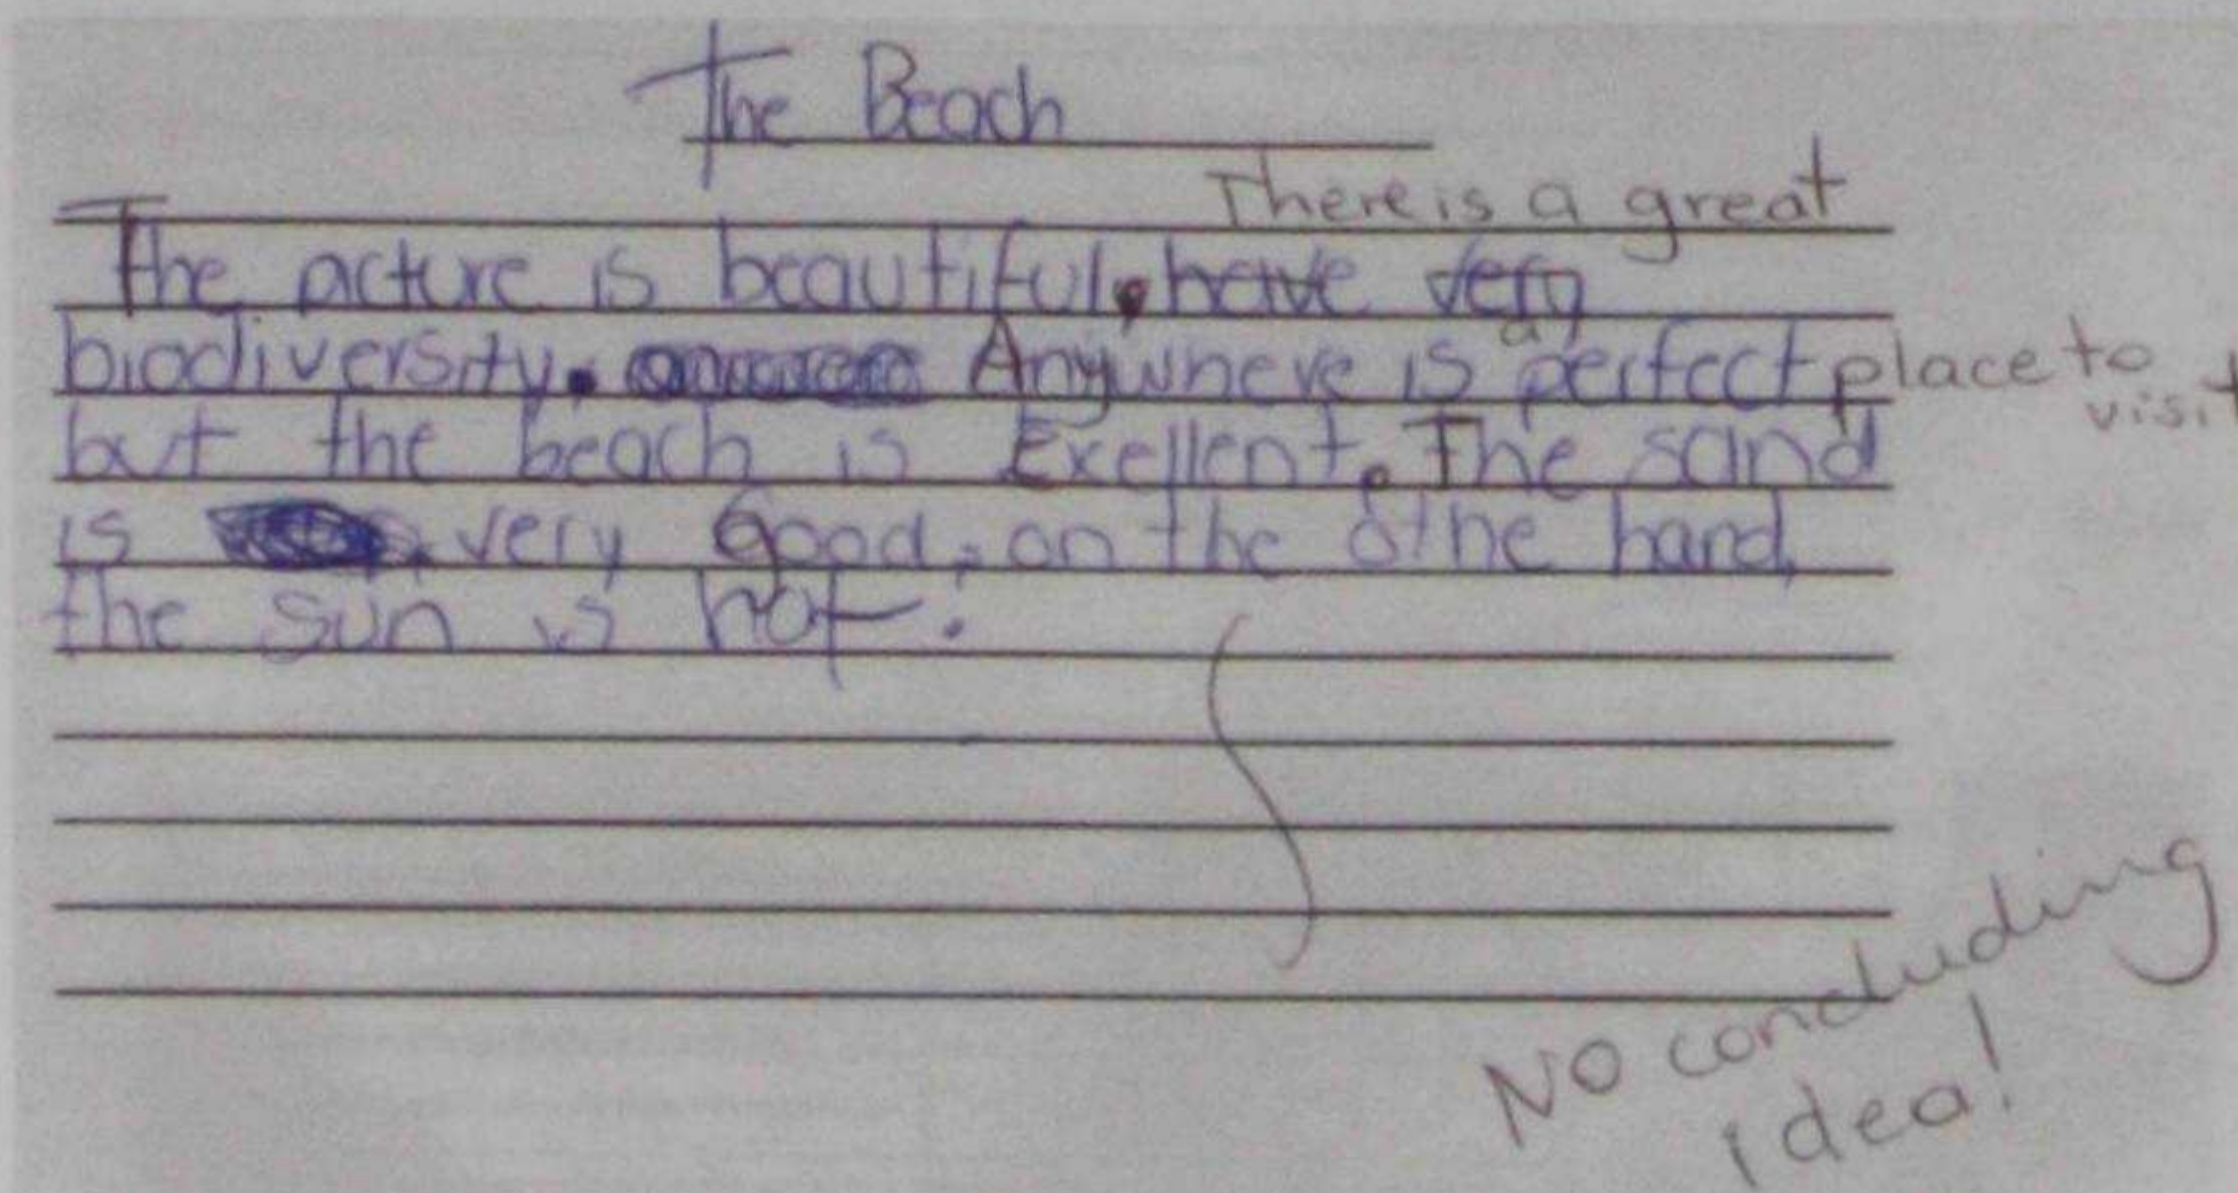 The Beach
There is a great
The picture is beautiful, have very
biodiversity. Anywhere is a perfect place to visit
but the beach is Exellent. The sand
is very Good, on the othe hand,
the sun is hot.
No concluding
idea!